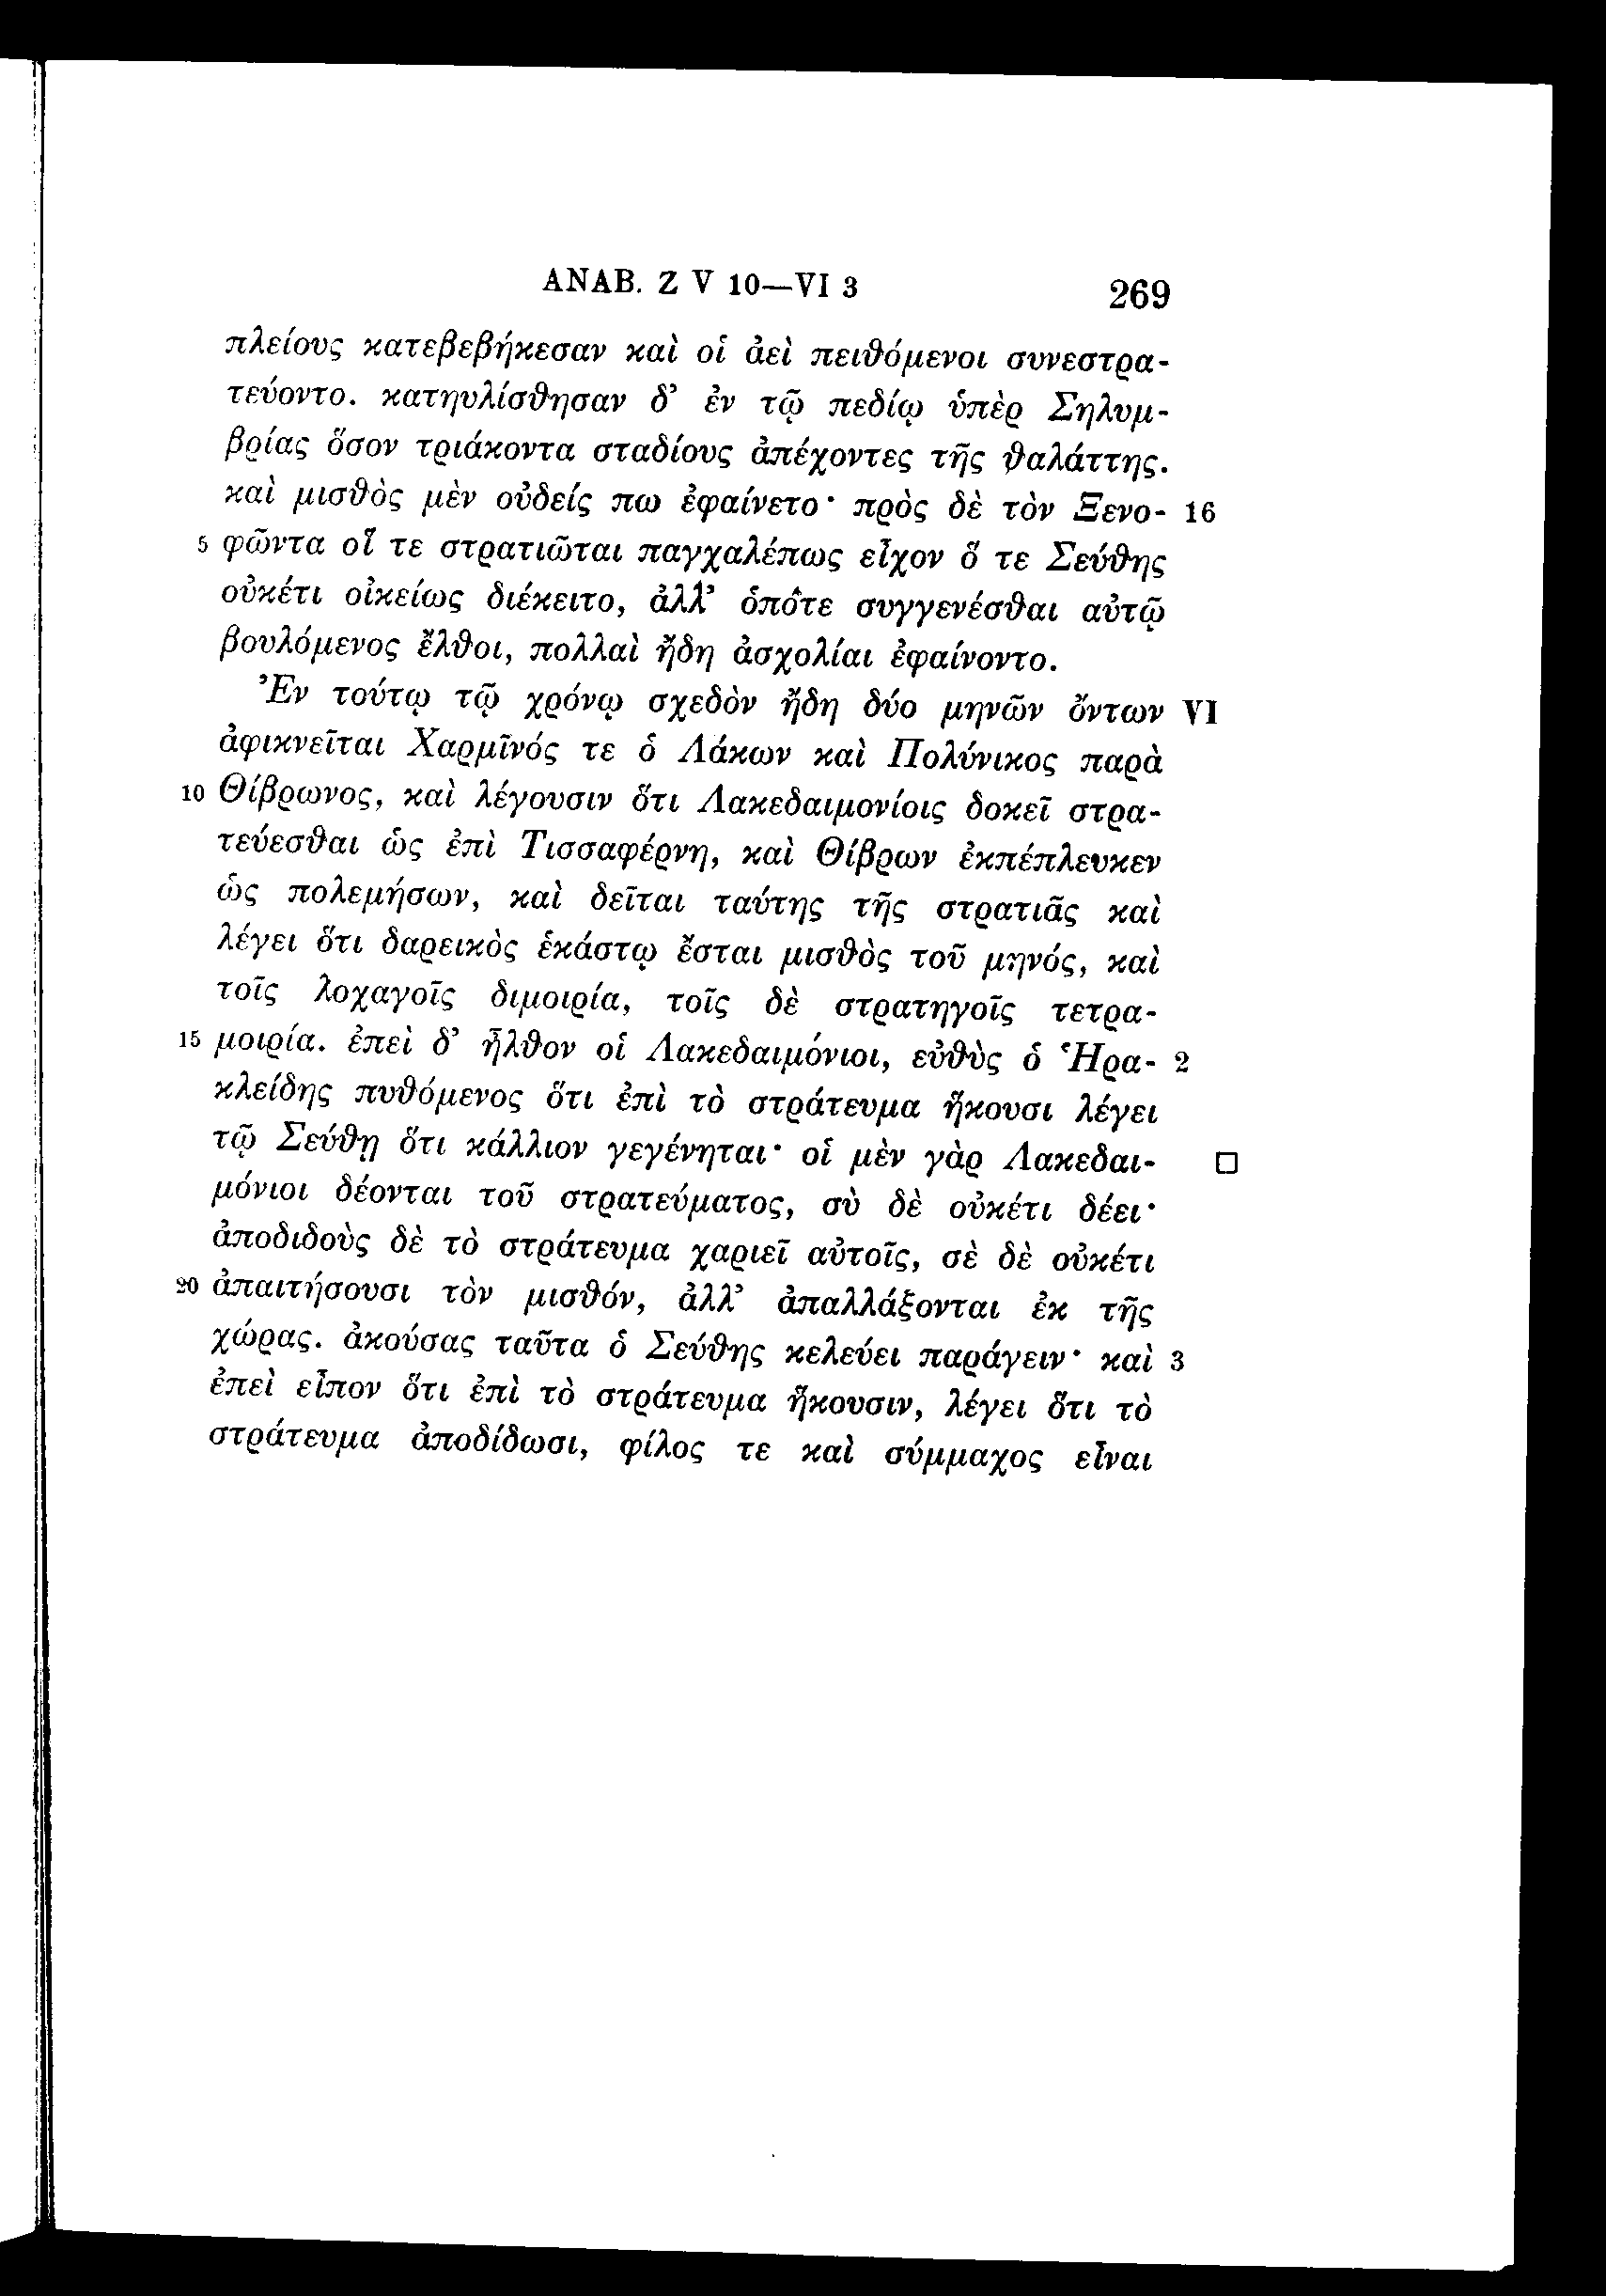 ANAB. Z V 10—VI 3 269
πλείους κατεβεβήκεσαν καὶ οἱ ἀεὶ πειθόμενοι συνεστρα-
τεύοντο. κατηυλίσθησαν δ’ ἐν τῷ πεδίῳ ὑπὲρ Σηλυμ-
βρίας ὅσον τριάκοντα σταδίους ἀπέχοντες τῆς θαλάττης.
καὶ μισθὸς μὲν οὐδείς πω ἐφαίνετο· πρὸς δὲ τὸν Ξενο- 16
5 φῶντα οἵ τε στρατιῶται παγχαλέπως εἶχον ὅ τε Σεύθης
οὐκέτι οἰκείως διέκειτο, ἀλλ’ ὁπότε συγγενέσθαι αὐτῷ
βουλόμενος ἔλθοι, πολλαὶ ἤδη ἀσχολίαι ἐφαίνοντο.
Ἐν τούτῳ τῷ χρόνῳ σχεδὸν ἤδη δύο μηνῶν ὄντων VI
ἀφικνεῖται Χαρμῖνός τε ὁ Λάκων καὶ Πολύνικος παρὰ
10 Θίβρωνος, καὶ λέγουσιν ὅτι Λακεδαιμονίοις δοκεῖ στρα-
τεύεσθαι ὡς ἐπὶ Τισσαφέρνη, καὶ Θίβρων ἐκπέπλευκεν
ὡς πολεμήσων, καὶ δεῖται ταύτης τῆς στρατιᾶς καὶ
λέγει ὅτι δαρεικὸς ἑκάστῳ ἔσται μισθὸς τοῦ μηνός, καὶ
τοῖς λοχαγοῖς διμοιρία, τοῖς δὲ στρατηγοῖς τετρα-
15 μοιρία. ἐπεὶ δ’ ἦλθον οἱ Λακεδαιμόνιοι, εὐθὺς ὁ Ἡρα- 2
κλείδης πυθόμενος ὅτι ἐπὶ τὸ στράτευμα ἥκουσι λέγει
τῷ Σεύθῃ ὅτι κάλλιον γεγένηται· οἱ μὲν γὰρ Λακεδαι-
μόνιοι δέονται τοῦ στρατεύματος, σὺ δὲ οὐκέτι δέει·
ἀποδιδοὺς δὲ τὸ στράτευμα χαριεῖ αὐτοῖς, σὲ δὲ οὐκέτι
20 ἀπαιτήσουσι τὸν μισθόν, ἀλλ’ ἀπαλλάξονται ἐκ τῆς
χώρας. ἀκούσας ταῦτα ὁ Σεύθης κελεύει παράγειν· καὶ 3
ἐπεὶ εἶπον ὅτι ἐπὶ τὸ στράτευμα ἥκουσιν, λέγει ὅτι τὸ
στράτευμα ἀποδίδωσι, φίλος τε καὶ σύμμαχος εἶναι